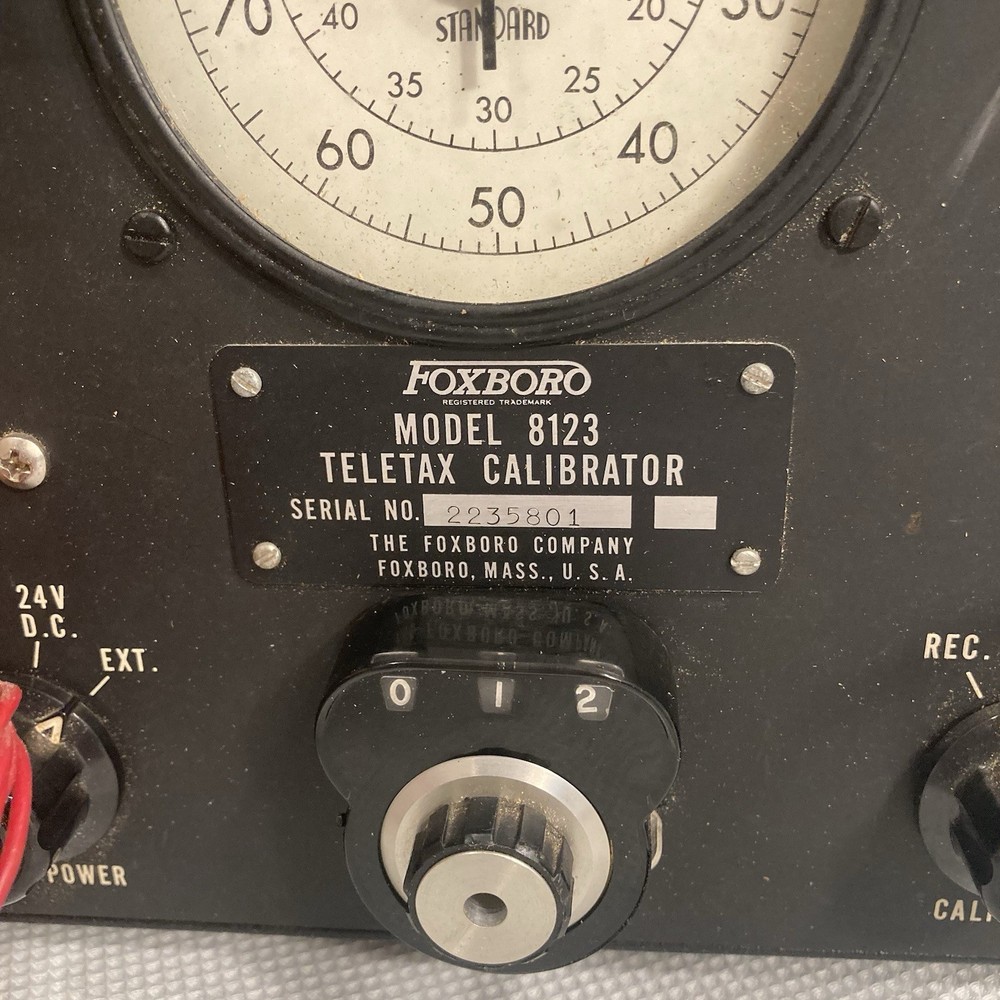 70 40 STANDARD 20 30
35 25
30
60 40
50
FOXBORO
REGISTERED TRADEMARK
MODEL 8123
TELETAX CALIBRATOR
SERIAL NO. 2235801
THE FOXBORO COMPANY
FOXBORO, MASS., U.S.A.
24V
D.C.
EXT.
REC.
0 1 2
POWER